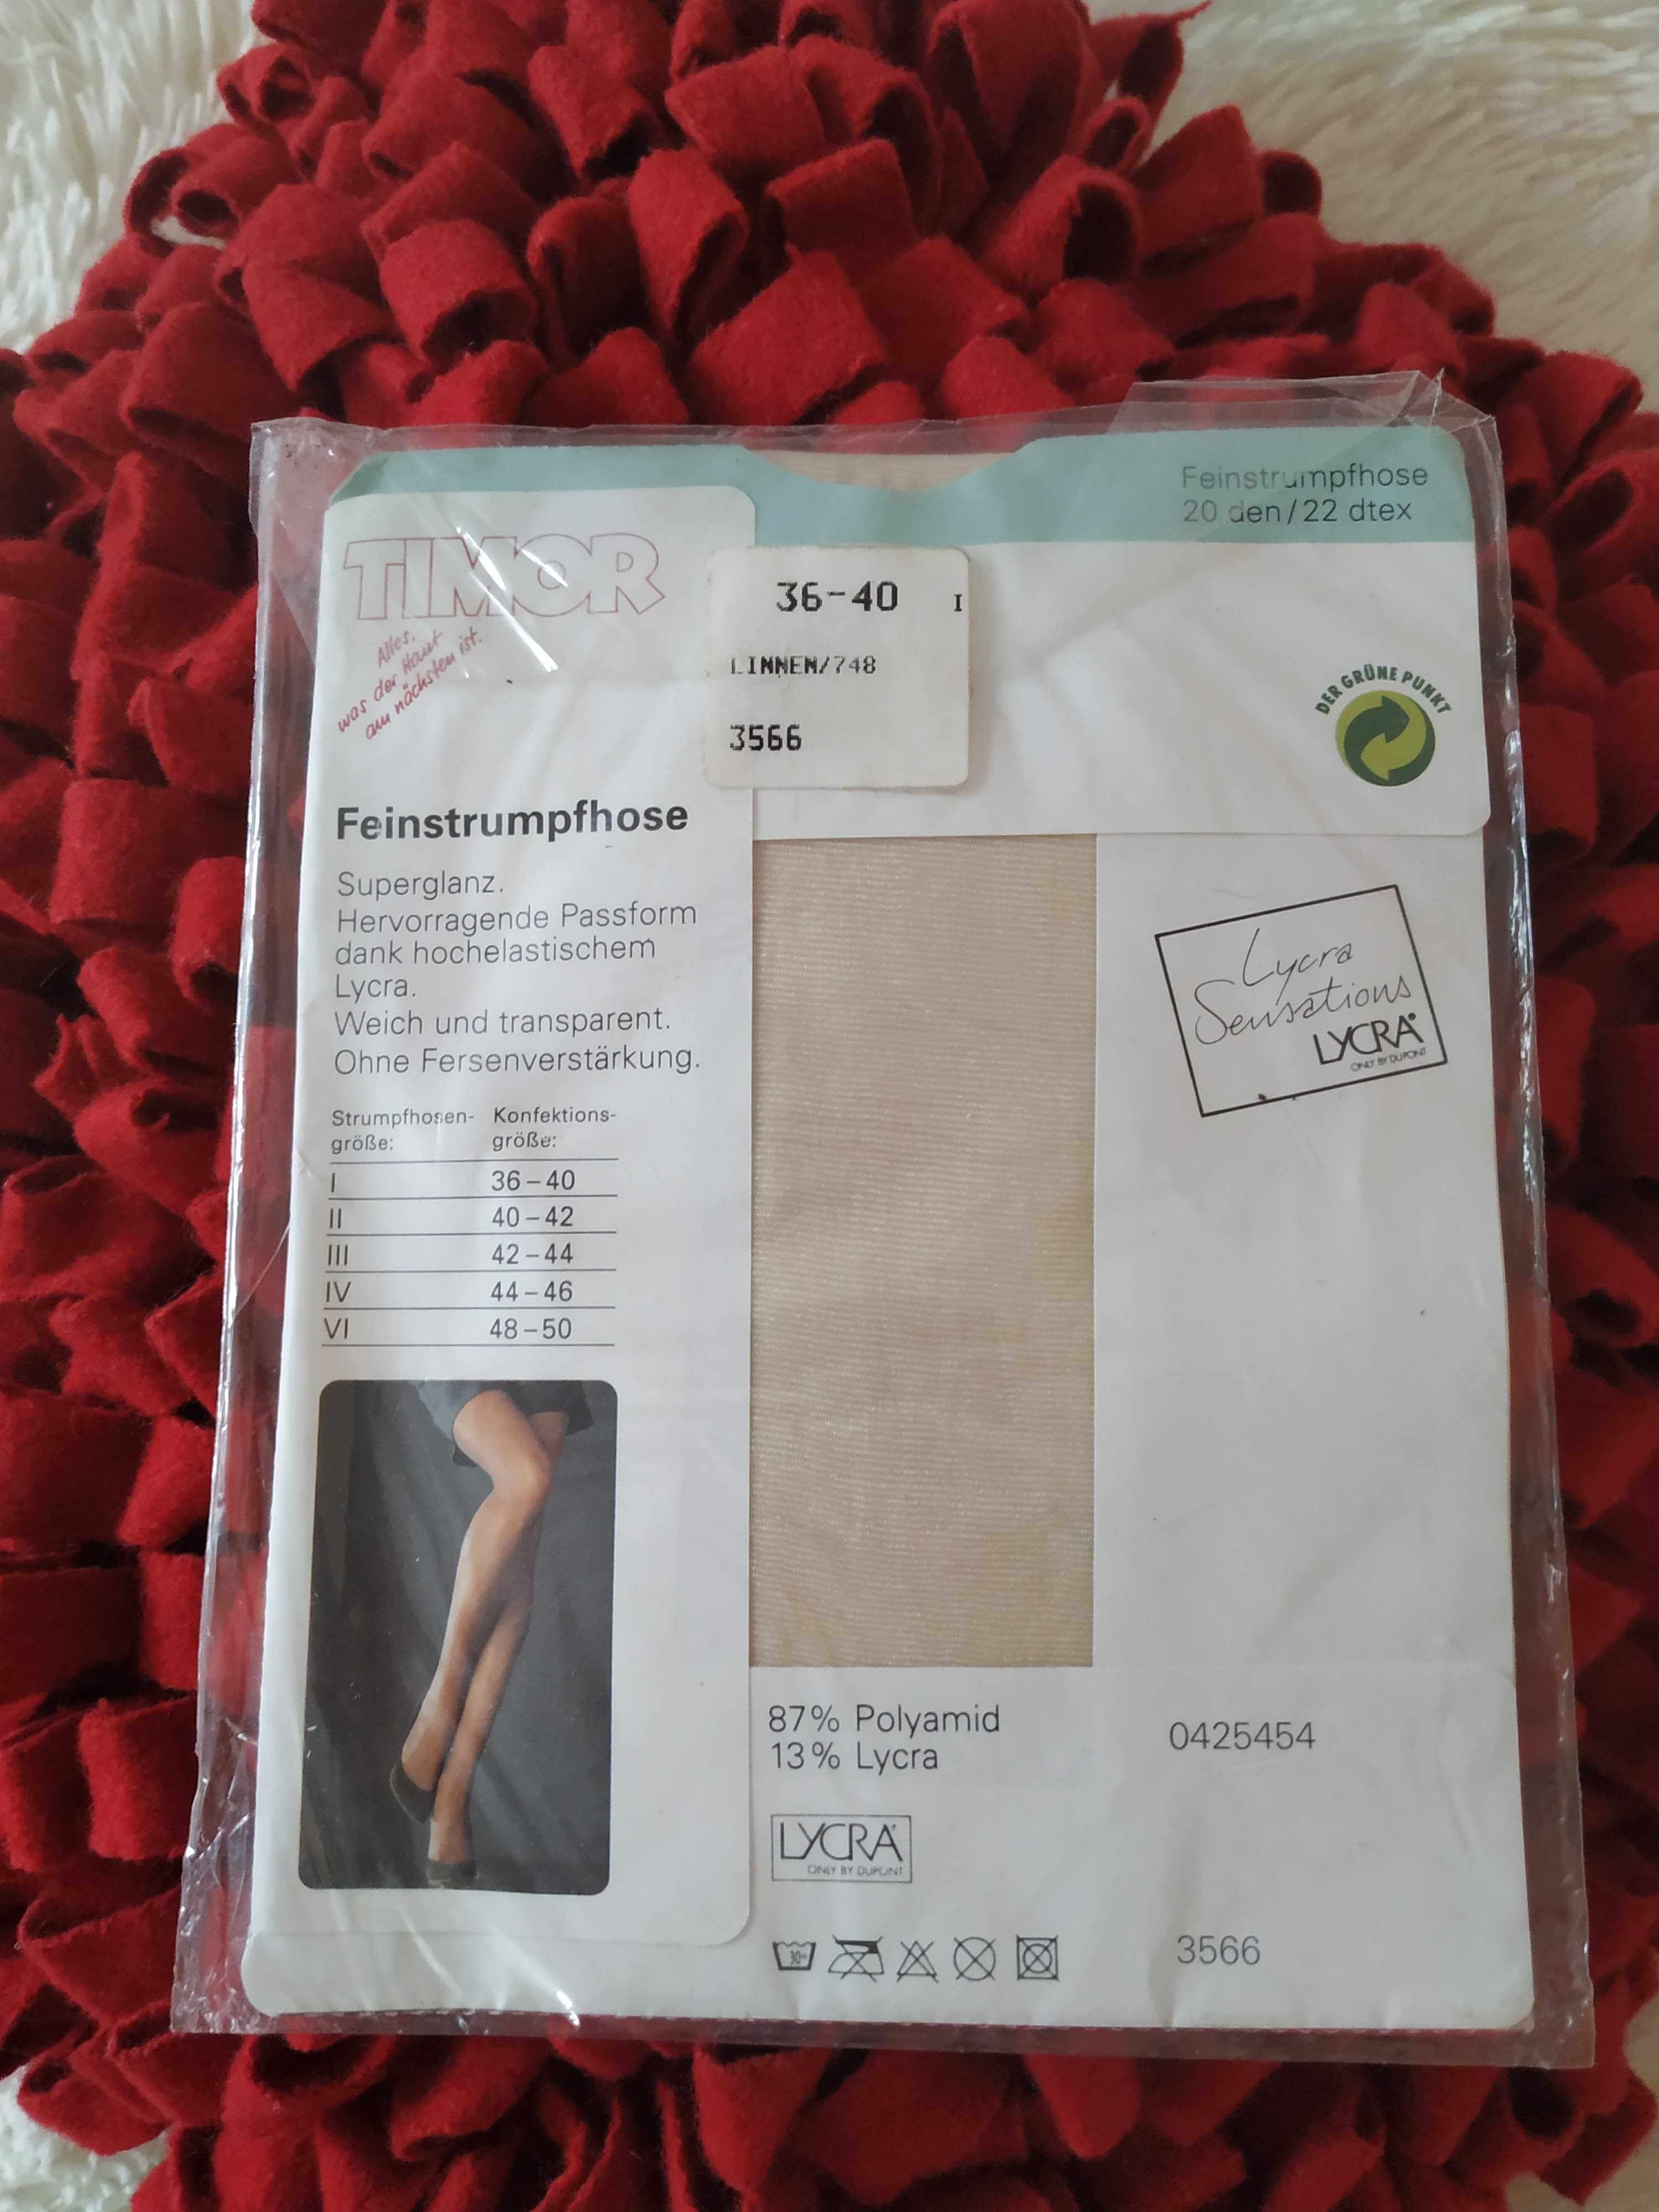 Feinstrumpfhose
20 den/22 dtex
TIMOR
Alles,
was der Haut
am nächsten ist.
36-40 I
LINNEN/748
3566
DER GRÜNE PUNKT
Feinstrumpfhose
Superglanz.
Hervorragende Passform
dank hochelastischem
Lycra.
Weich und transparent.
Ohne Fersenverstärkung.
Strumpfhosen- Konfektions-
größe: größe:
I 36–40
II 40–42
III 42–44
IV 44–46
VI 48–50
Lycra
Sensations
LYCRA®
ONLY BY DUPONT
87% Polyamid
13% Lycra
0425454
LYCRA®
ONLY BY DUPONT
30°
3566